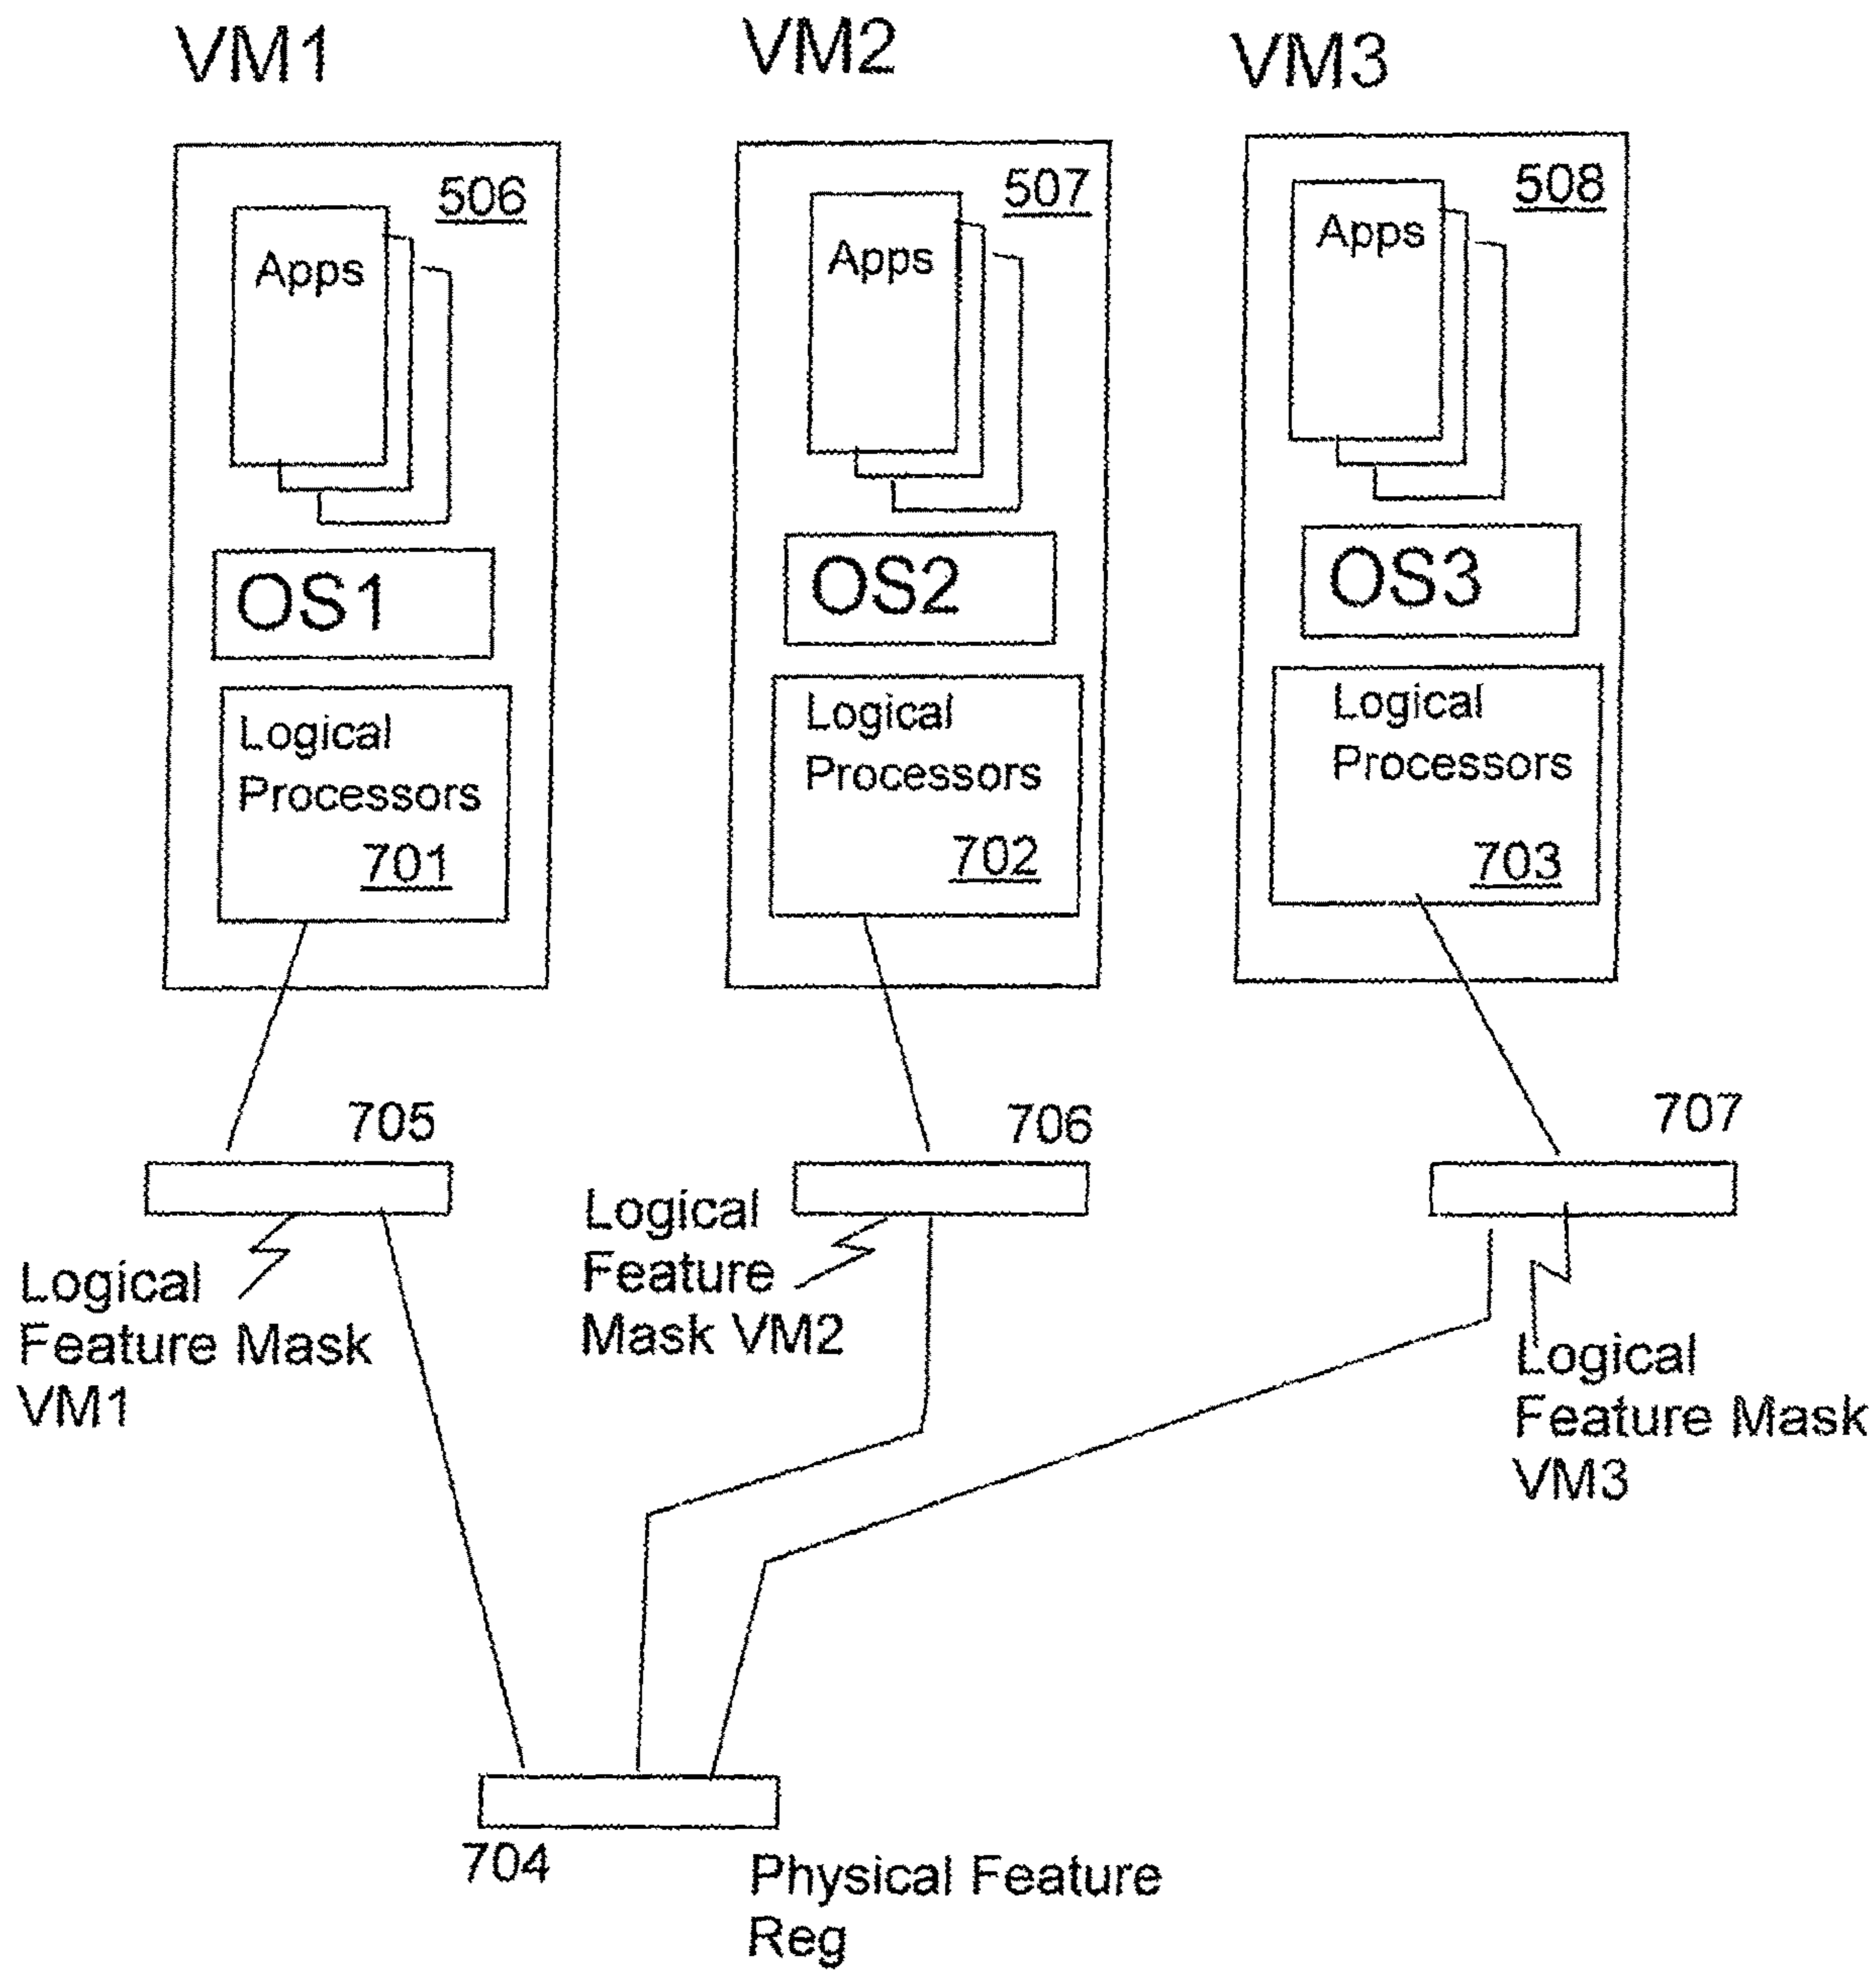 VM1
VM2
VM3
506
Apps
OS1
Logical
Processors
701
507
Apps
OS2
Logical
Processors
702
508
Apps
OS3
Logical
Processors
703
705
Logical
Feature Mask
VM1
706
Logical
Feature
Mask VM2
707
Logical
Feature Mask
VM3
704
Physical Feature
Reg